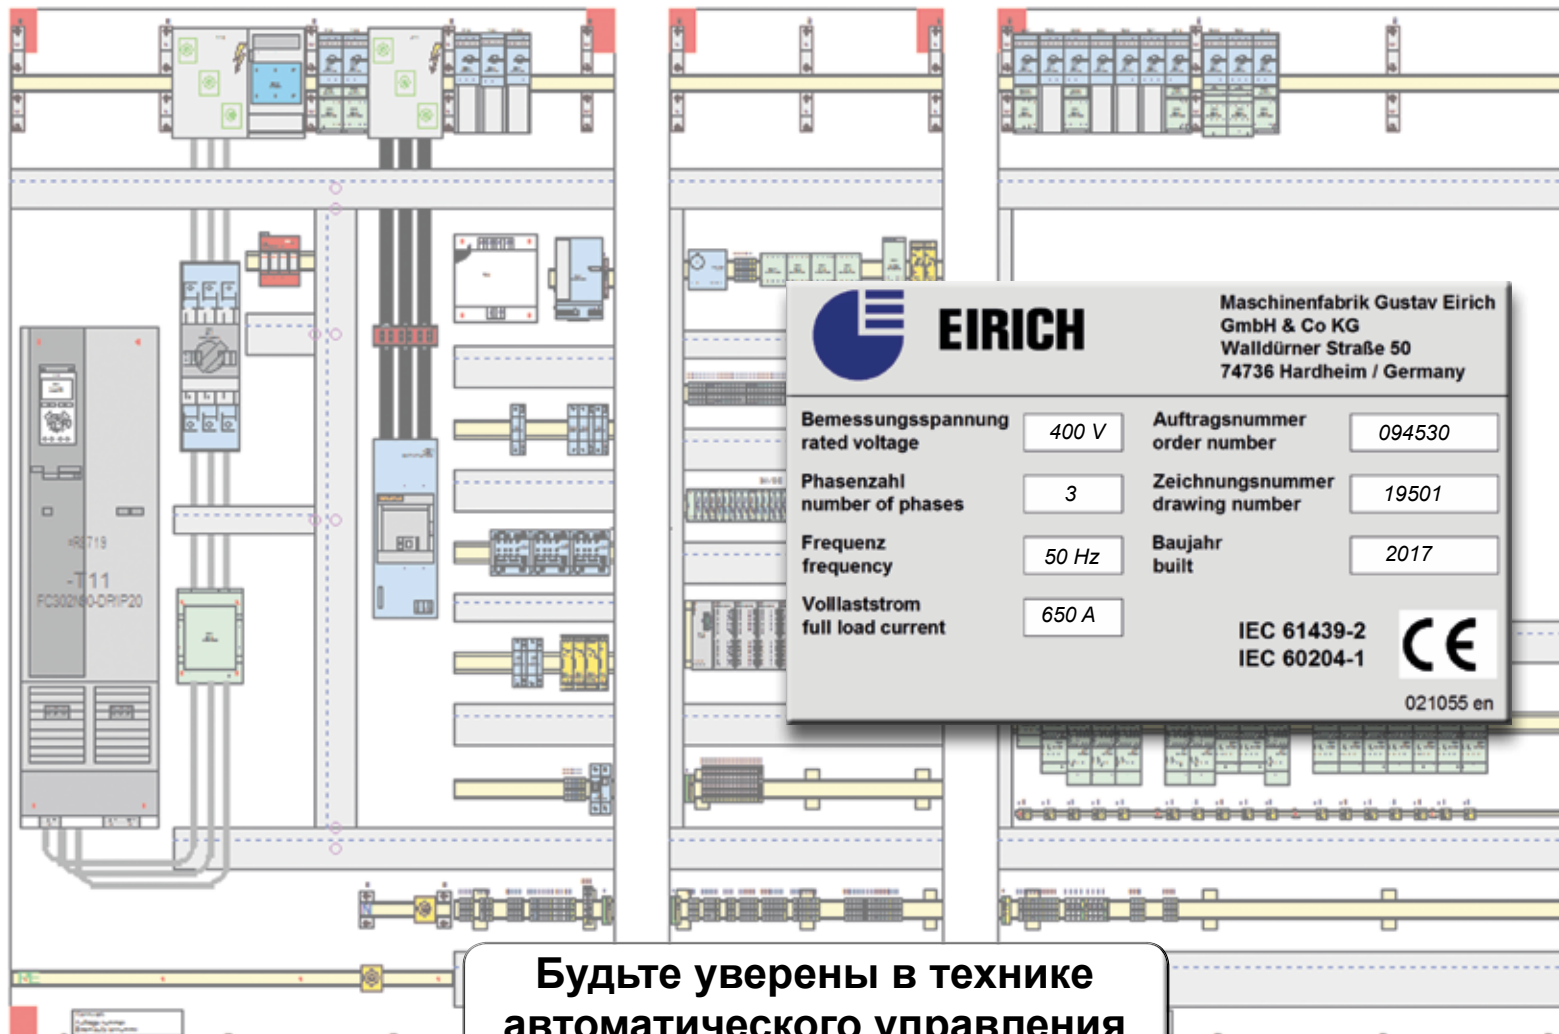 EIRICH
Maschinenfabrik Gustav Eirich
GmbH & Co KG
Walldürner Straße 50
74736 Hardheim / Germany
Bemessungsspannung
rated voltage
400 V
Auftragsnummer
order number
094530
Phasenzahl
number of phases
3
Zeichnungsnummer
drawing number
19501
Frequenz
frequency
50 Hz
Baujahr
built
2017
Volllaststrom
full load current
650 A
IEC 61439-2
IEC 60204-1
CE
021055 en
-T11
Будьте уверены в технике
автоматического управления